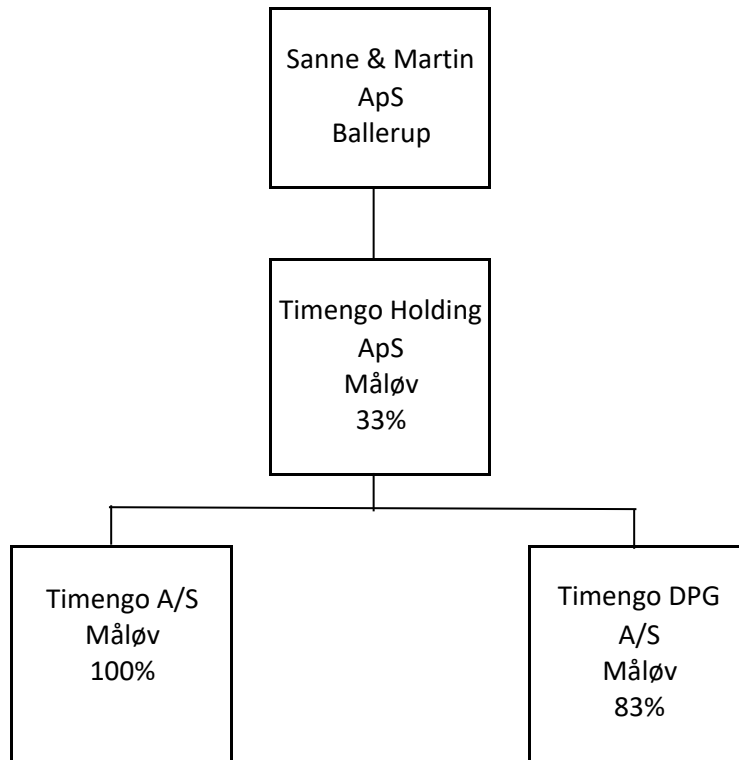 Sanne & Martin
ApS
Ballerup
Timengo Holding
ApS
Måløv
33%
Timengo A/S
Måløv
100%
Timengo DPG
A/S
Måløv
83%